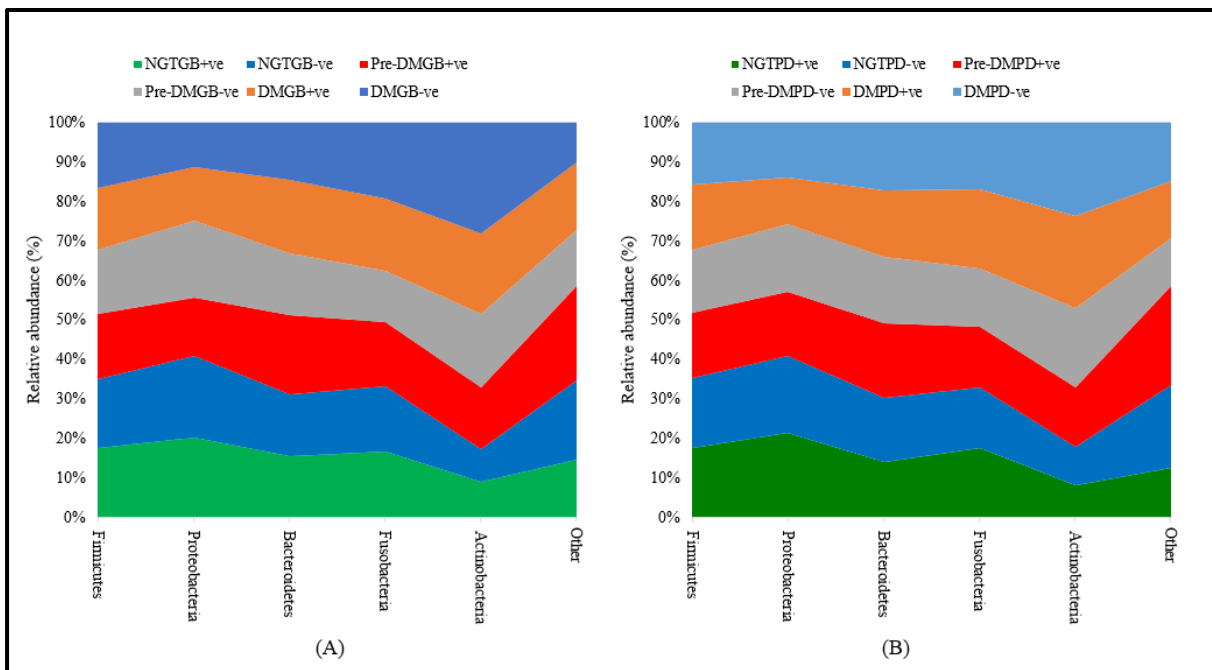 NGTGB+ve NGTGB-ve Pre-DMGB+ve
Pre-DMGB-ve DMGB+ve DMGB-ve
100%
90%
80%
70%
60%
50%
40%
30%
20%
10%
0%
Relative abundance (%)
Firmicutes
Proteobacteria
Bacteroidetes
Fusobacteria
Actinobacteria
Other
(A)
NGTPD+ve NGTPD-ve Pre-DMPD+ve
Pre-DMPD-ve DMPD+ve DMPD-ve
100%
90%
80%
70%
60%
50%
40%
30%
20%
10%
0%
Relative abundance (%)
Firmicutes
Proteobacteria
Bacteroidetes
Fusobacteria
Actinobacteria
Other
(B)